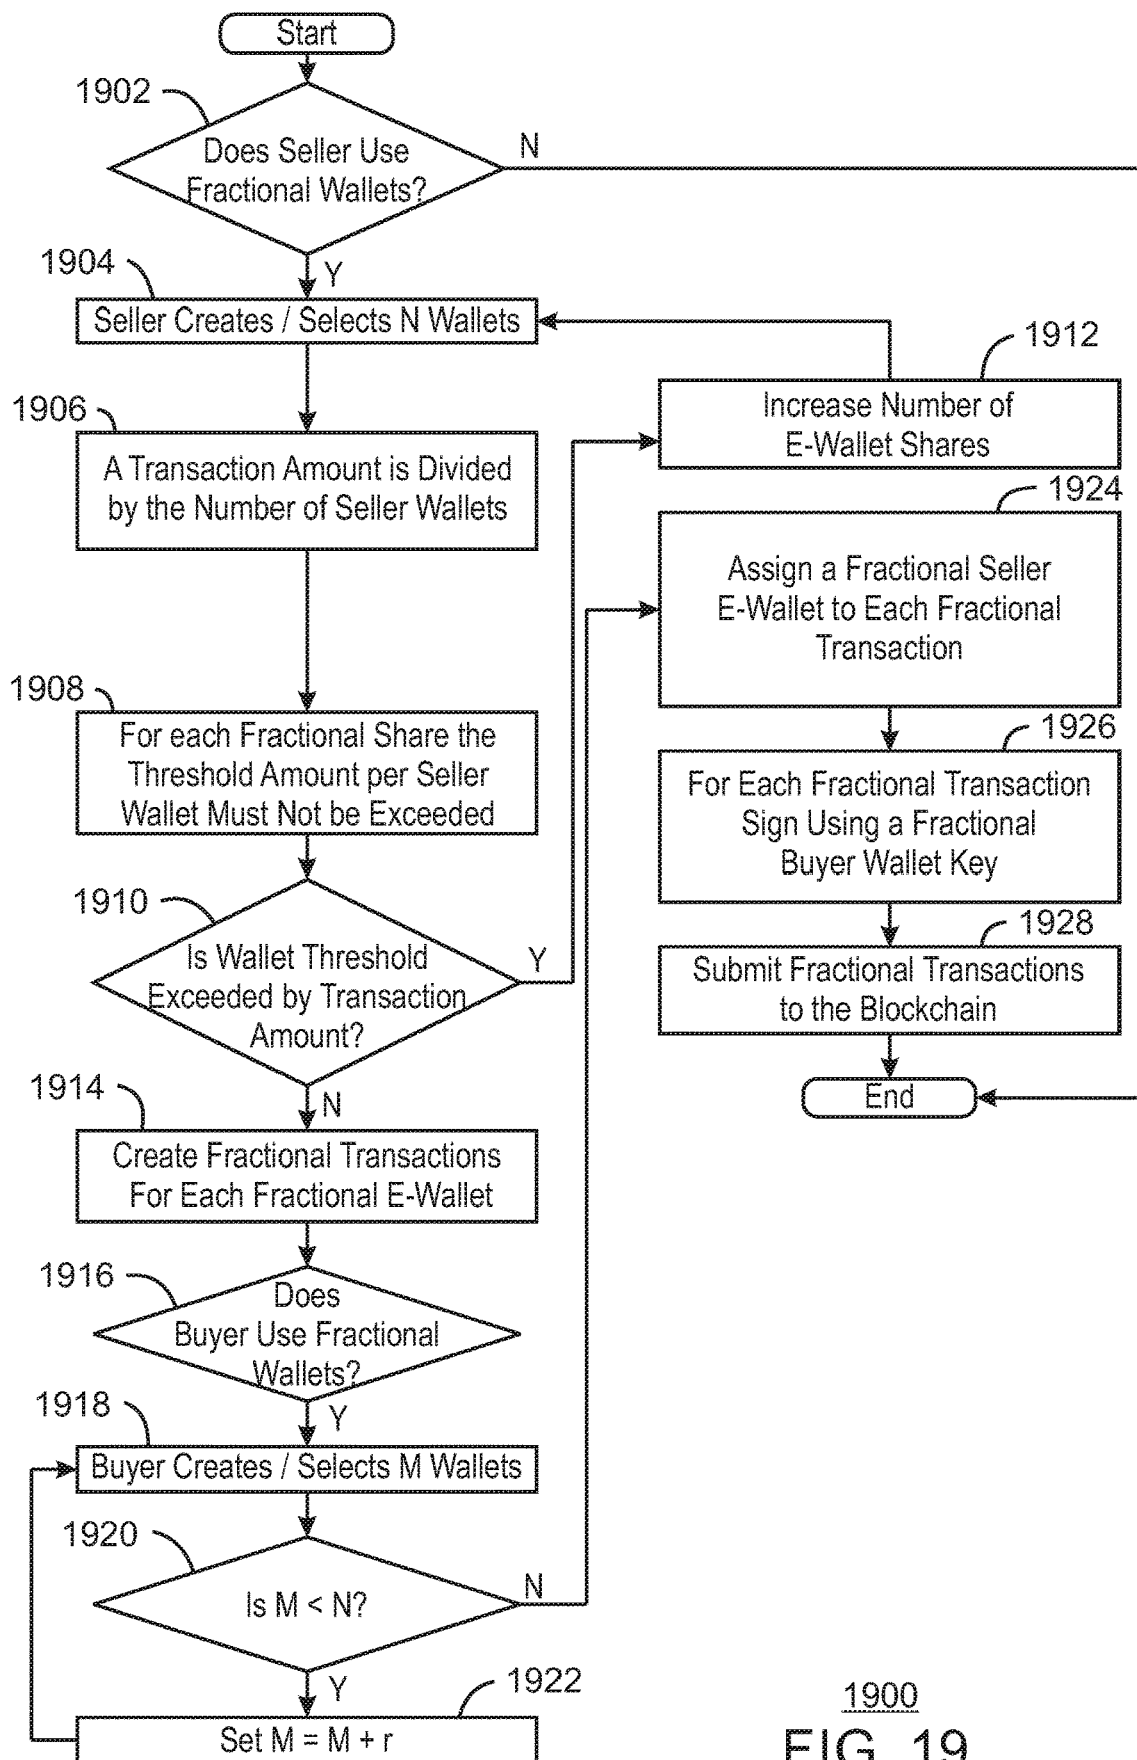 Start
1902
Does Seller Use
Fractional Wallets?
N
Y
1904
Seller Creates / Selects N Wallets
1906
A Transaction Amount is Divided
by the Number of Seller Wallets
1908
For each Fractional Share the
Threshold Amount per Seller
Wallet Must Not be Exceeded
1910
Is Wallet Threshold
Exceeded by Transaction
Amount?
Y
N
1912
Increase Number of
E-Wallet Shares
1914
Create Fractional Transactions
For Each Fractional E-Wallet
1916
Does
Buyer Use Fractional
Wallets?
Y
1918
Buyer Creates / Selects M Wallets
1920
Is M < N?
N
Y
1922
Set M = M + r
1924
Assign a Fractional Seller
E-Wallet to Each Fractional
Transaction
1926
For Each Fractional Transaction
Sign Using a Fractional
Buyer Wallet Key
1928
Submit Fractional Transactions
to the Blockchain
End
1900
FIG. 19